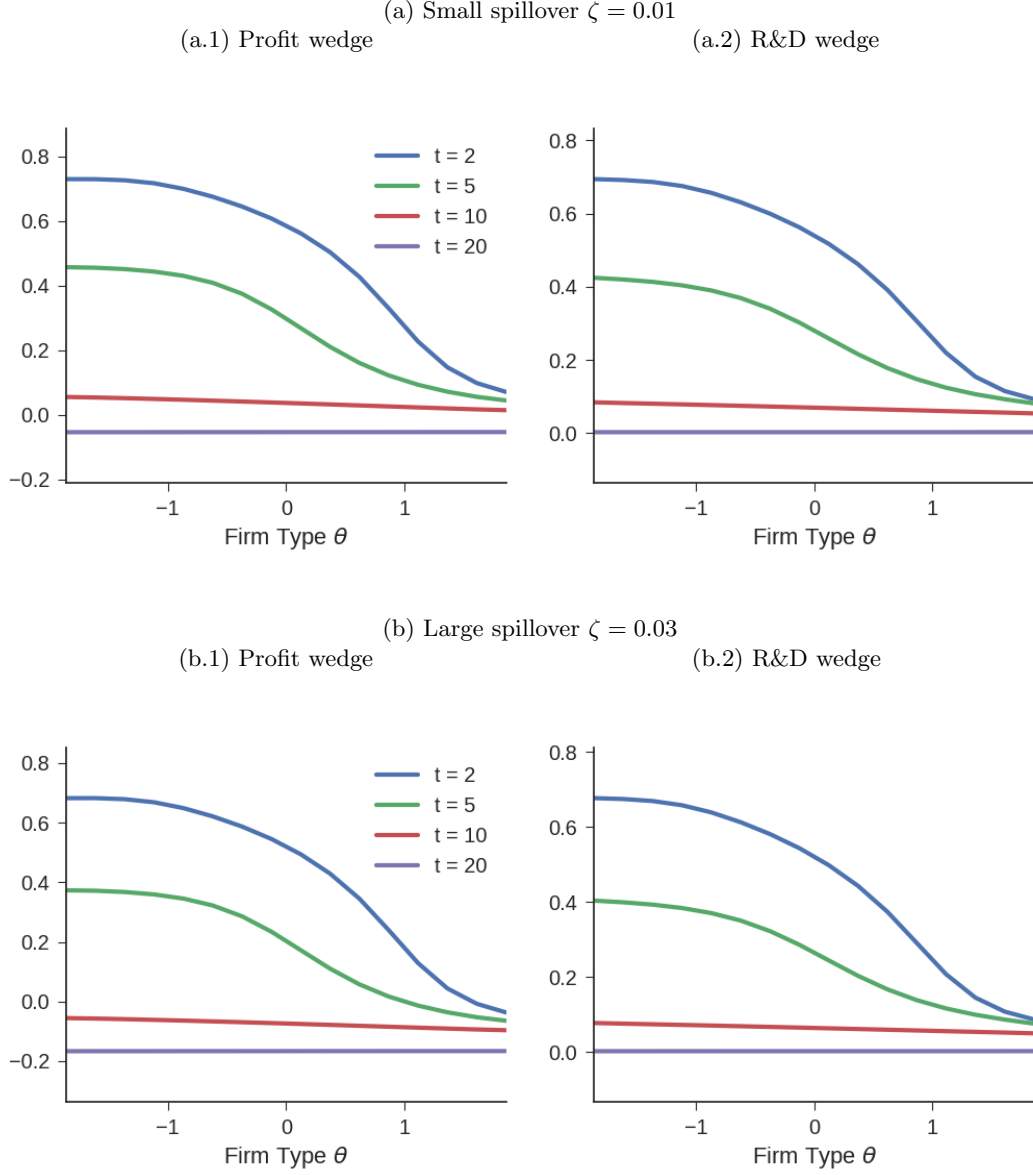 (a) Small spillover ζ = 0.01
(a.1) Profit wedge
(a.2) R&D wedge
0.8
0.6
0.4
0.2
0.0
−0.2
t = 2
t = 5
t = 10
t = 20
−1 0 1
Firm Type θ
0.8
0.6
0.4
0.2
0.0
−1 0 1
Firm Type θ
(b) Large spillover ζ = 0.03
(b.1) Profit wedge
(b.2) R&D wedge
0.8
0.6
0.4
0.2
0.0
−0.2
t = 2
t = 5
t = 10
t = 20
−1 0 1
Firm Type θ
0.8
0.6
0.4
0.2
0.0
−1 0 1
Firm Type θ